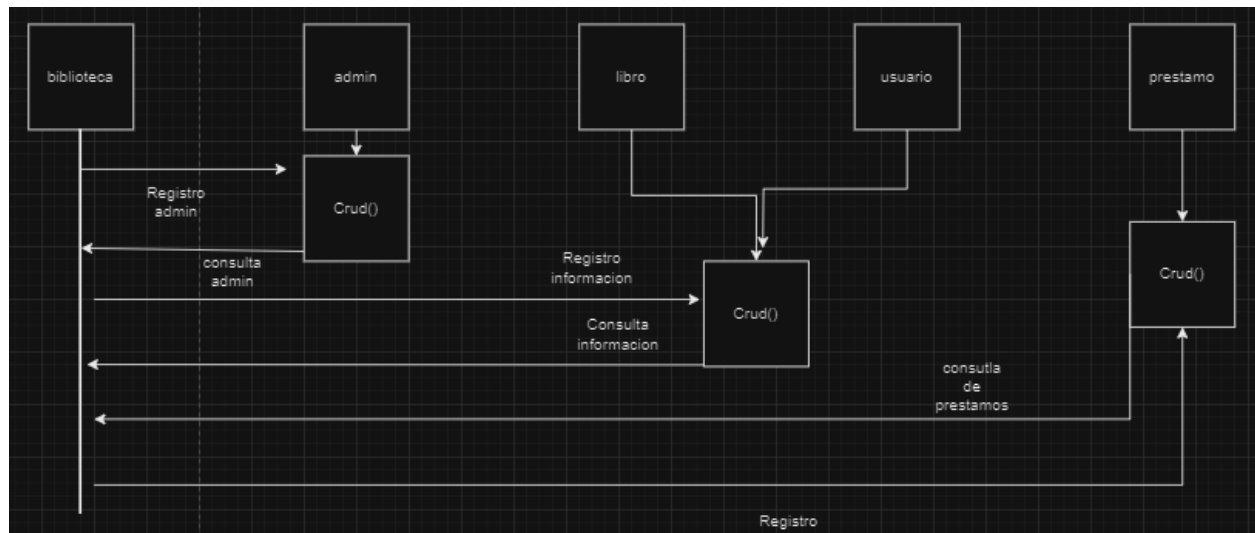 biblioteca
admin
libro
usuario
prestamo
Registro
admin
Crud()
consulta
admin
Registro
informacion
Crud()
Consulta
informacion
Crud()
consutla
de
prestamos
Registro